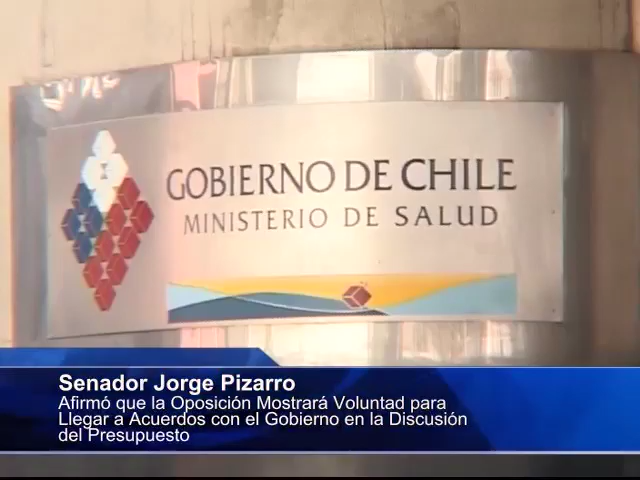 GOBIERNO DE CHILE
MINISTERIO DE SALUD
Senador Jorge Pizarro
Afirmó que la Oposición Mostrará Voluntad para
Llegar a Acuerdos con el Gobierno en la Discusión
del Presupuesto